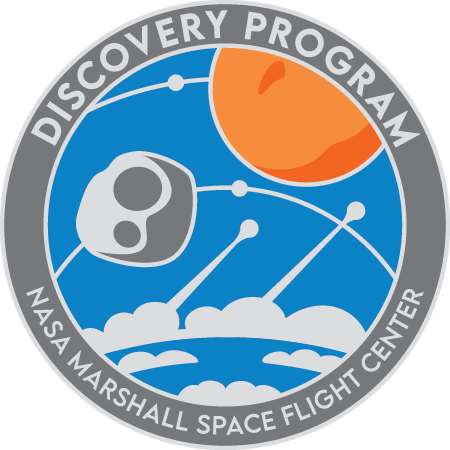 DISCOVERY PROGRAM
NASA MARSHALL SPACE FLIGHT CENTER